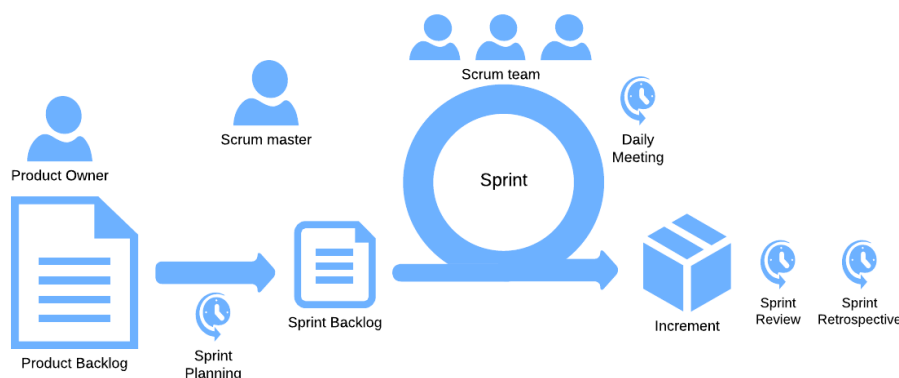 Scrum team
Daily
Meeting
Scrum master
Product Owner
Sprint
Sprint Backlog
Increment
Sprint
Review
Sprint
Retrospective
Product Backlog
Sprint
Planning